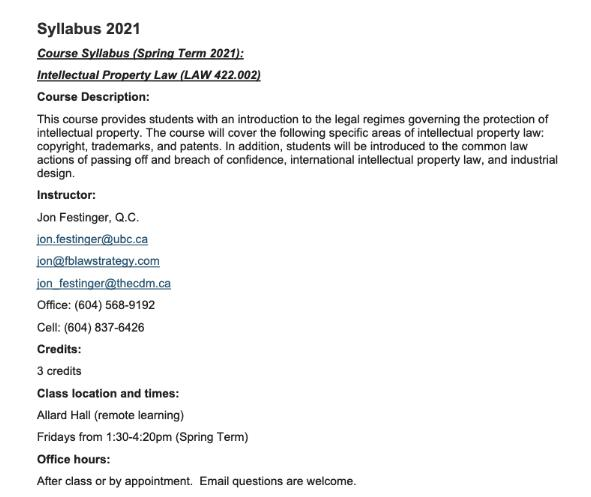 Syllabus 2021
Course Syllabus (Spring Term 2021):
Intellectual Property Law (LAW 422.002)
Course Description:
This course provides students with an introduction to the legal regimes governing the protection of
intellectual property. The course will cover the following specific areas of intellectual property law:
copyright, trademarks, and patents. In addition, students will be introduced to the common law
actions of passing off and breach of confidence, international intellectual property law, and industrial
design.
Instructor:
Jon Festinger, Q.C.
jon.festinger@ubc.ca
jon@fblawstrategy.com
jon_festinger@thecdm.ca
Office: (604) 568-9192
Cell: (604) 837-6426
Credits:
3 credits
Class location and times:
Allard Hall (remote learning)
Fridays from 1:30-4:20pm (Spring Term)
Office hours:
After class or by appointment.  Email questions are welcome.